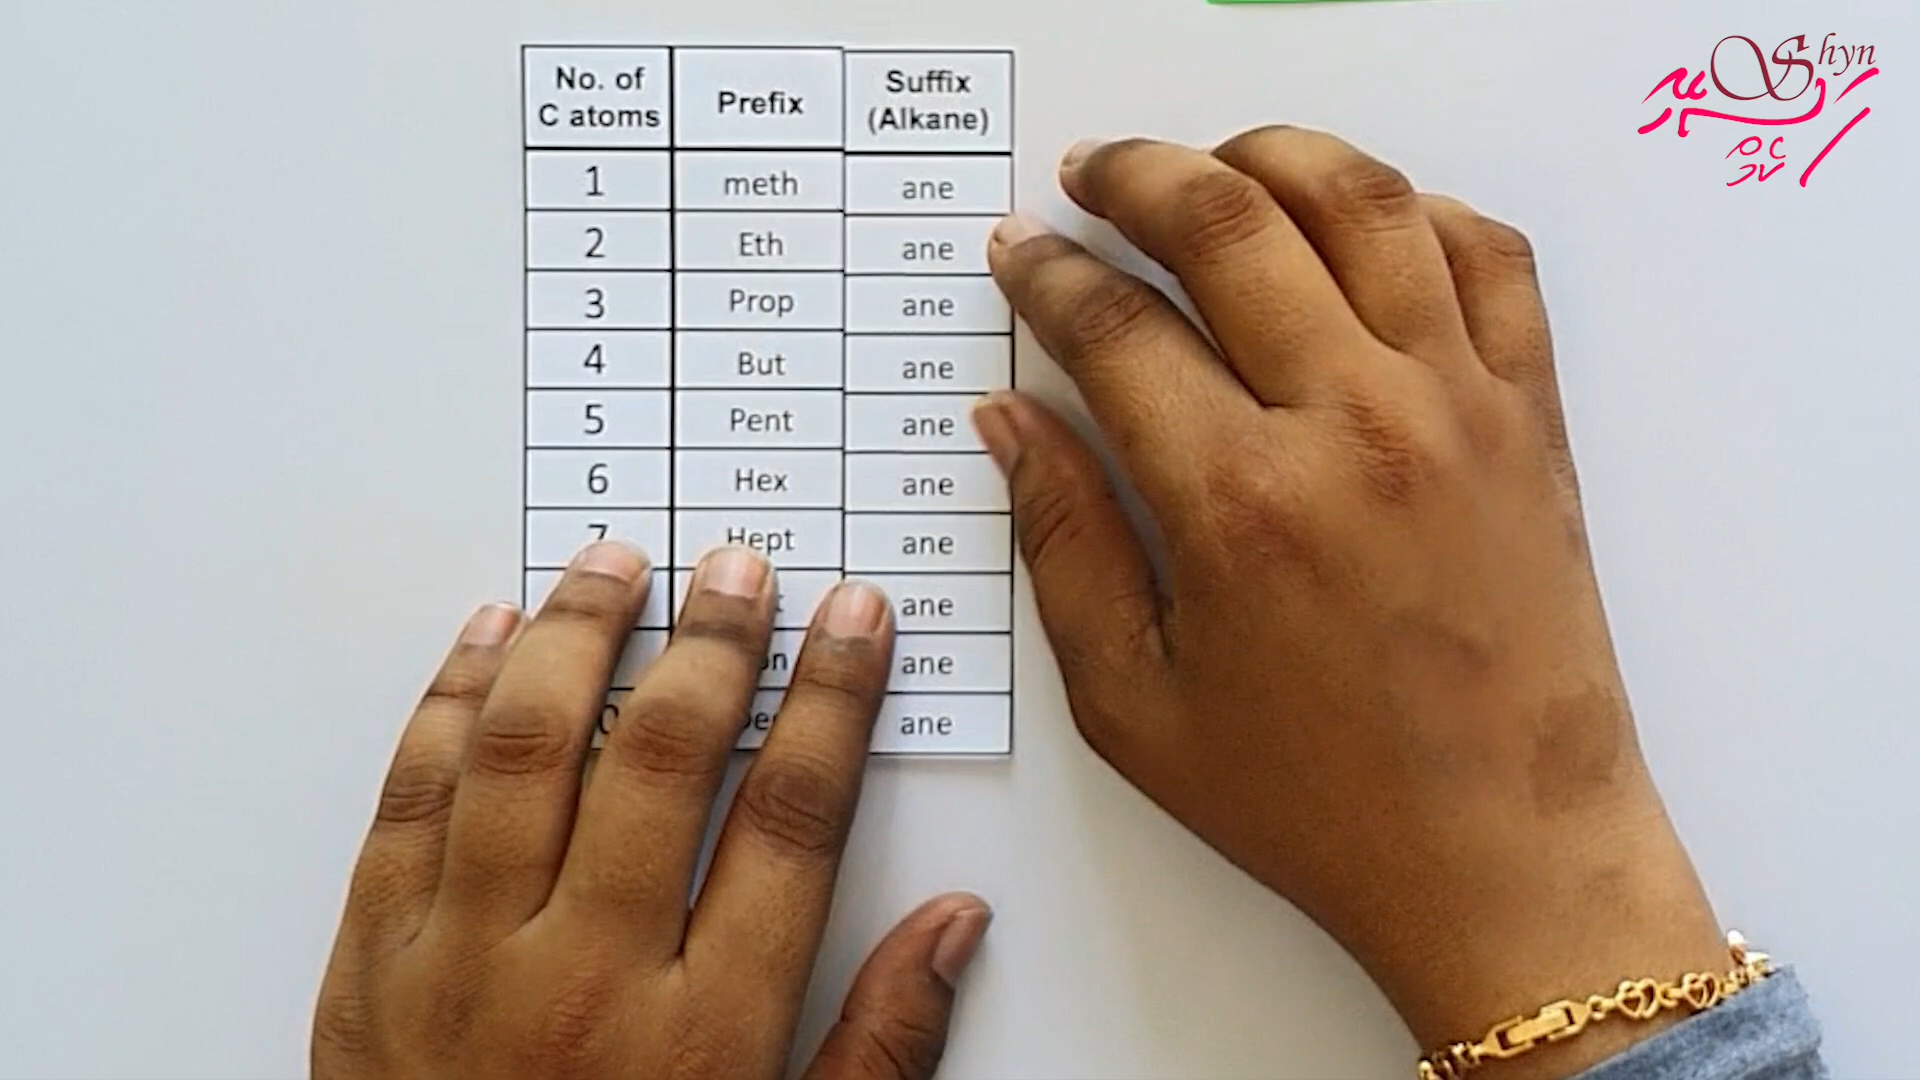 No. of C atoms Prefix Suffix (Alkane)
1 meth ane
2 Eth ane
3 Prop ane
4 But ane
5 Pent ane
6 Hex ane
7 Hept ane
ane
ane
ane
Shyn